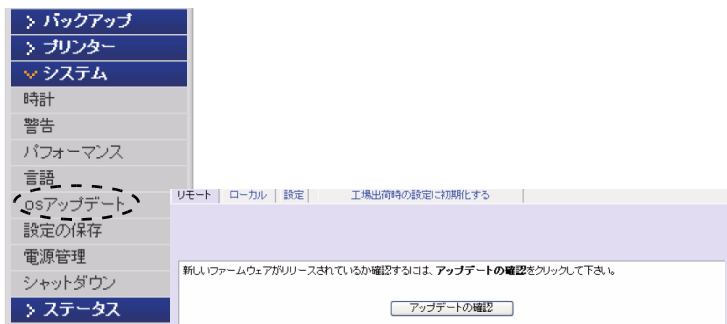 > バックアップ
> プリンター
システム
時計
警告
パフォーマンス
言語
osアップデート
設定の保存
電源管理
シャットダウン
> ステータス
リモート ローカル 設定 工場出荷時の設定に初期化する
新しいファームウェアがリリースされているか確認するには、アップデートの確認をクリックして下さい。
アップデートの確認